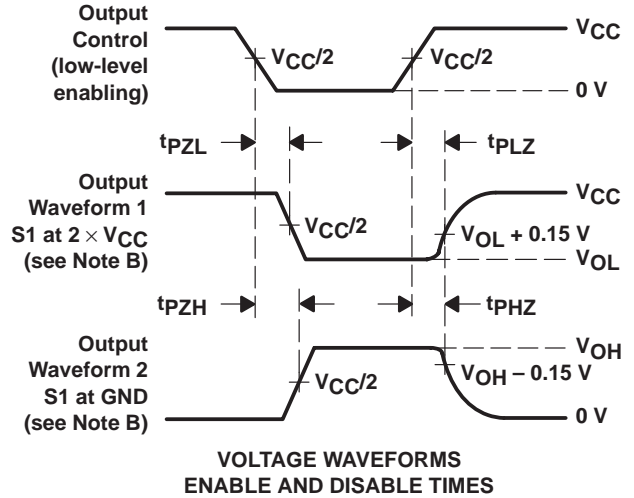 Output
Control
(low-level
enabling)
VCC/2
VCC/2
VCC
0 V
tPZL
tPLZ
Output
Waveform 1
S1 at 2 × VCC
(see Note B)
VCC/2
VCC
VOL + 0.15 V
VOL
tPZH
tPHZ
Output
Waveform 2
S1 at GND
(see Note B)
VCC/2
VOH
VOH – 0.15 V
0 V
VOLTAGE WAVEFORMS
ENABLE AND DISABLE TIMES